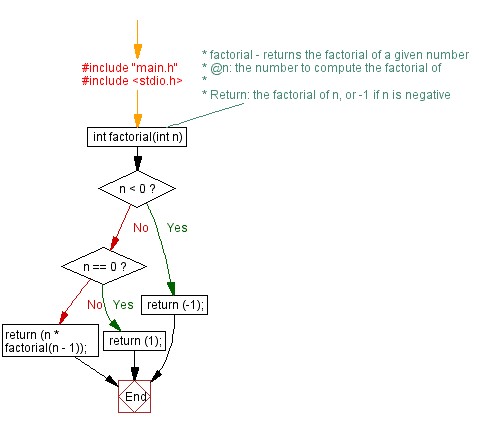 #include "main.h"
#include <stdio.h>
* factorial - returns the factorial of a given number
* @n: the number to compute the factorial of
*
* Return: the factorial of n, or -1 if n is negative
int factorial(int n)
n < 0 ?
No
Yes
n == 0 ?
No
Yes
return (-1);
return (n *
factorial(n - 1));
return (1);
End